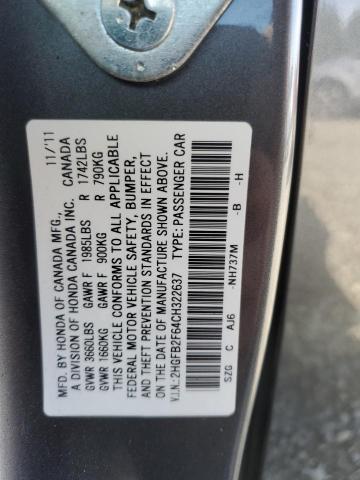 MFD. BY HONDA OF CANADA MFG., 11/'11
A DIVISION OF HONDA CANADA INC. CANADA
GVWR 3660LBS GAWR F 1985LBS R 1742LBS
GVWR 1660KG GAWR F 900KG R 790KG
THIS VEHICLE CONFORMS TO ALL APPLICABLE
FEDERAL MOTOR VEHICLE SAFETY, BUMPER,
AND THEFT PREVENTION STANDARDS IN EFFECT
ON THE DATE OF MANUFACTURE SHOWN ABOVE.
V.I.N.: 2HGFB2F64CH322637 TYPE: PASSENGER CAR
SZG C AJ6 -NH737M -B -H